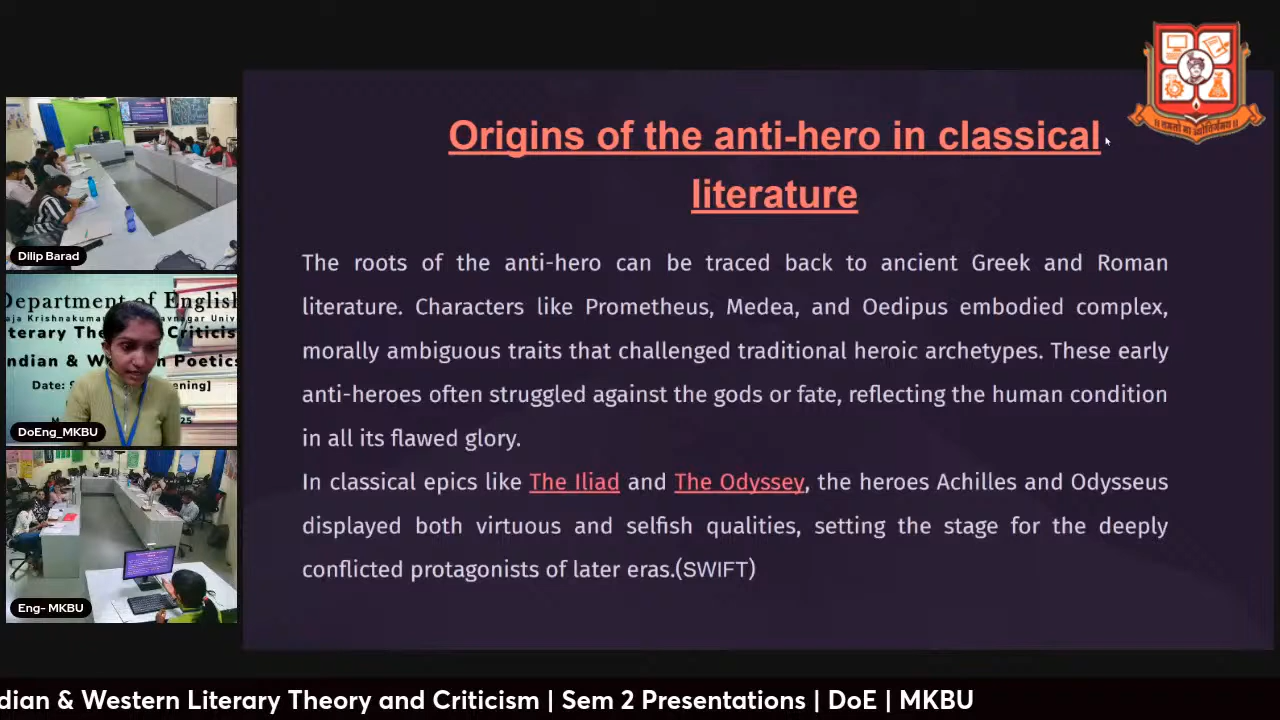 Origins of the anti-hero in classical
literature
The roots of the anti-hero can be traced back to ancient Greek and Roman
literature. Characters like Prometheus, Medea, and Oedipus embodied complex,
morally ambiguous traits that challenged traditional heroic archetypes. These early
anti-heroes often struggled against the gods or fate, reflecting the human condition
in all its flawed glory.
In classical epics like The Iliad and The Odyssey, the heroes Achilles and Odysseus
displayed both virtuous and selfish qualities, setting the stage for the deeply
conflicted protagonists of later eras.(SWIFT)
Dilip Barad
Department of English
Krishnakuma
Criticis
& W Poetics
Date:
DoEng_MKBU
Eng- MKBU
dian & Western Literary Theory and Criticism | Sem 2 Presentations | DoE | MKBU